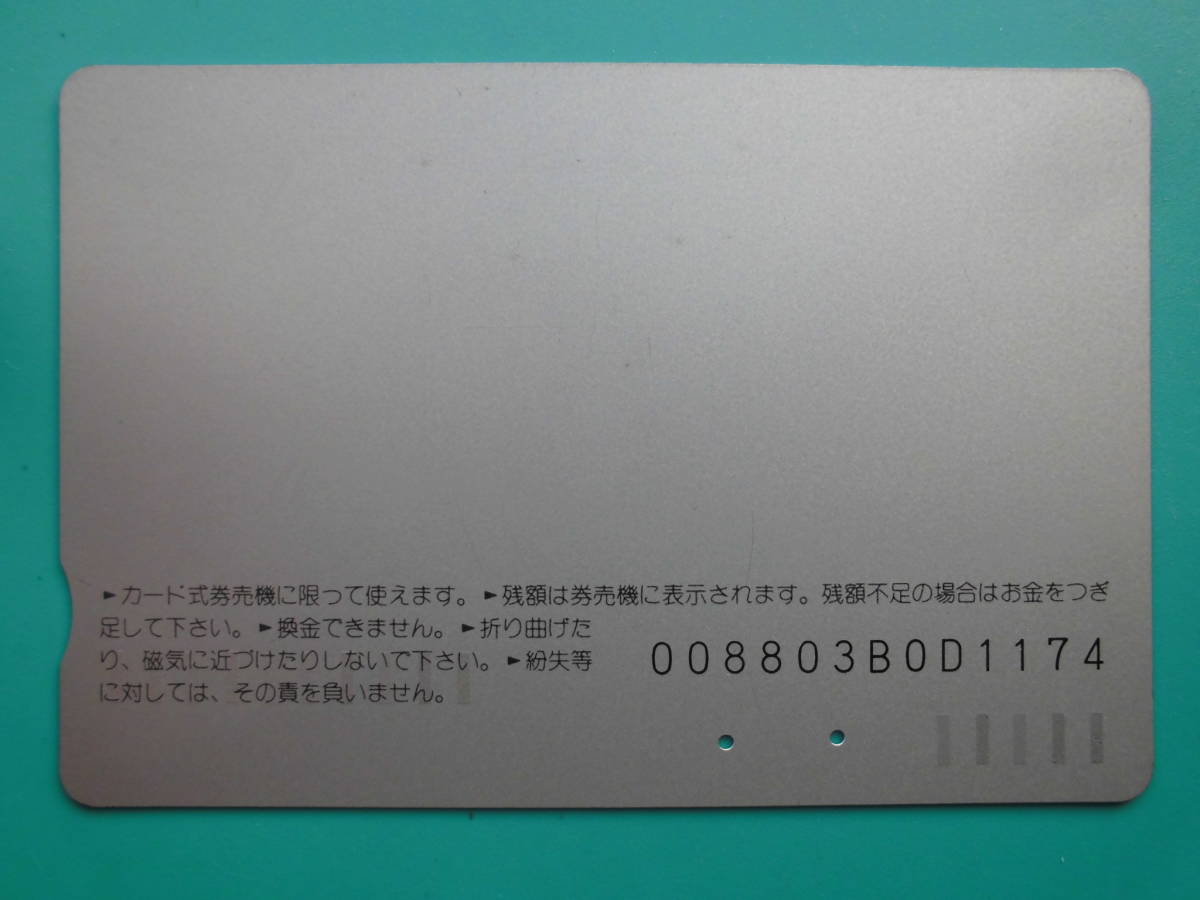 ►カード式券売機に限って使えます。►残額は券売機に表示されます。残額不足の場合はお金をつぎ
足して下さい。►換金できません。►折り曲げた
り、磁気に近づけたりしないで下さい。►紛失等
に対しては、その責を負いません。
008803B0D1174